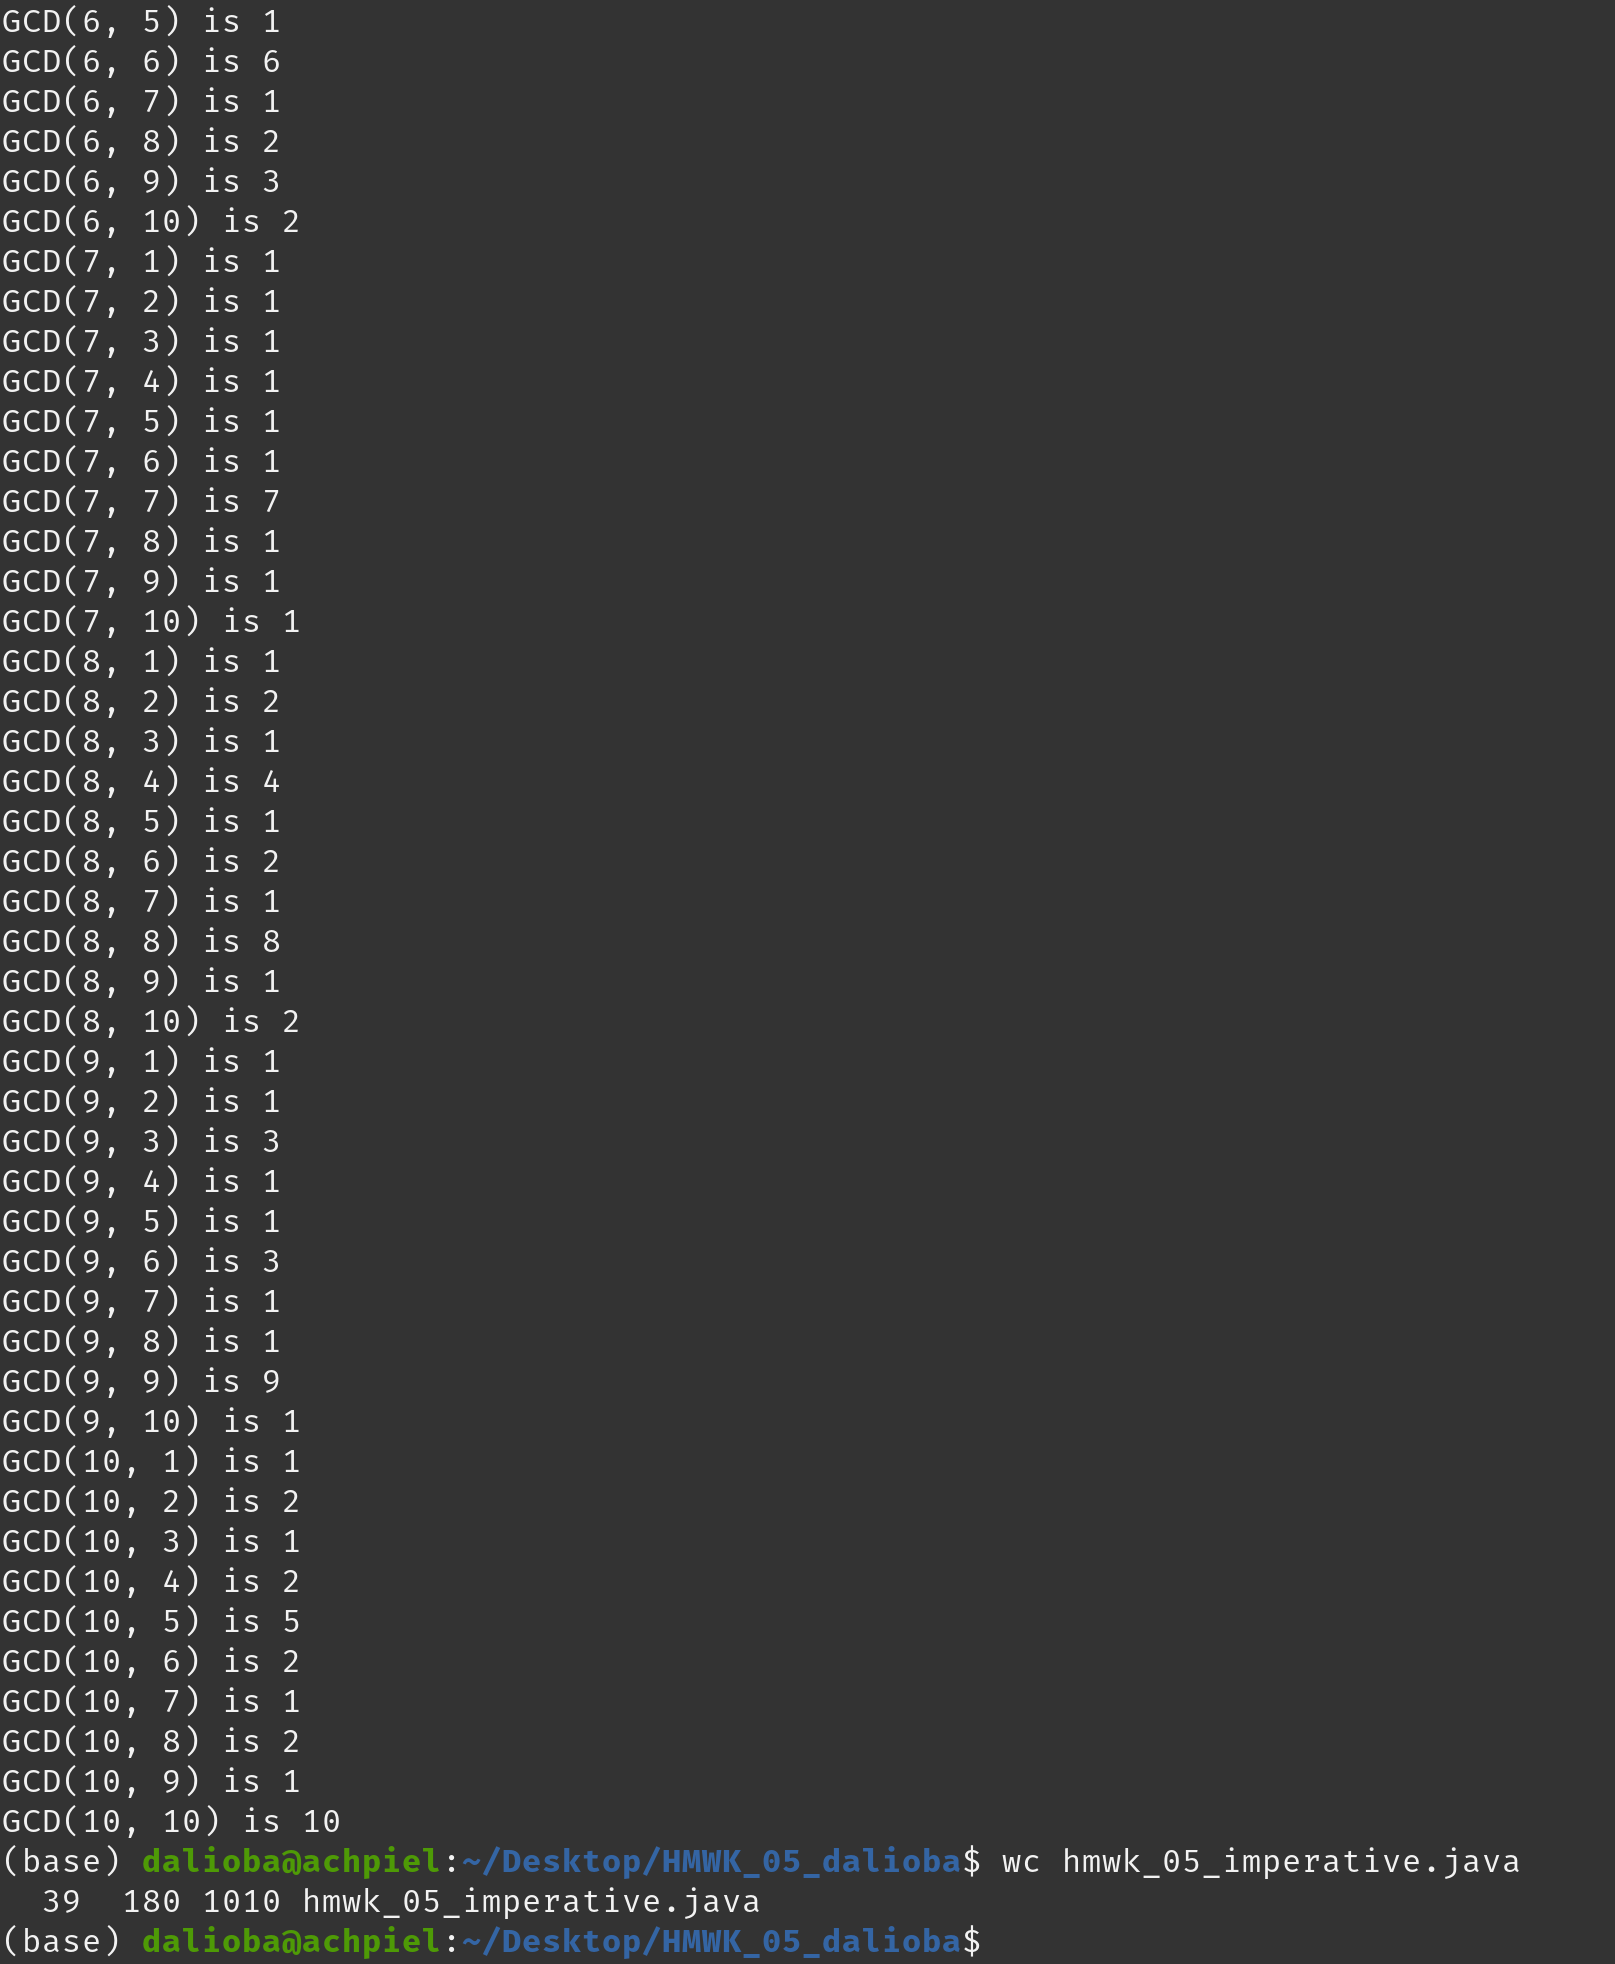 GCD(6, 5) is 1
GCD(6, 6) is 6
GCD(6, 7) is 1
GCD(6, 8) is 2
GCD(6, 9) is 3
GCD(6, 10) is 2
GCD(7, 1) is 1
GCD(7, 2) is 1
GCD(7, 3) is 1
GCD(7, 4) is 1
GCD(7, 5) is 1
GCD(7, 6) is 1
GCD(7, 7) is 7
GCD(7, 8) is 1
GCD(7, 9) is 1
GCD(7, 10) is 1
GCD(8, 1) is 1
GCD(8, 2) is 2
GCD(8, 3) is 1
GCD(8, 4) is 4
GCD(8, 5) is 1
GCD(8, 6) is 2
GCD(8, 7) is 1
GCD(8, 8) is 8
GCD(8, 9) is 1
GCD(8, 10) is 2
GCD(9, 1) is 1
GCD(9, 2) is 1
GCD(9, 3) is 3
GCD(9, 4) is 1
GCD(9, 5) is 1
GCD(9, 6) is 3
GCD(9, 7) is 1
GCD(9, 8) is 1
GCD(9, 9) is 9
GCD(9, 10) is 1
GCD(10, 1) is 1
GCD(10, 2) is 2
GCD(10, 3) is 1
GCD(10, 4) is 2
GCD(10, 5) is 5
GCD(10, 6) is 2
GCD(10, 7) is 1
GCD(10, 8) is 2
GCD(10, 9) is 1
GCD(10, 10) is 10
(base) dalioba@achpiel:~/Desktop/HMWK_05_dalioba$ wc hmwk_05_imperative.java
  39  180 1010 hmwk_05_imperative.java
(base) dalioba@achpiel:~/Desktop/HMWK_05_dalioba$